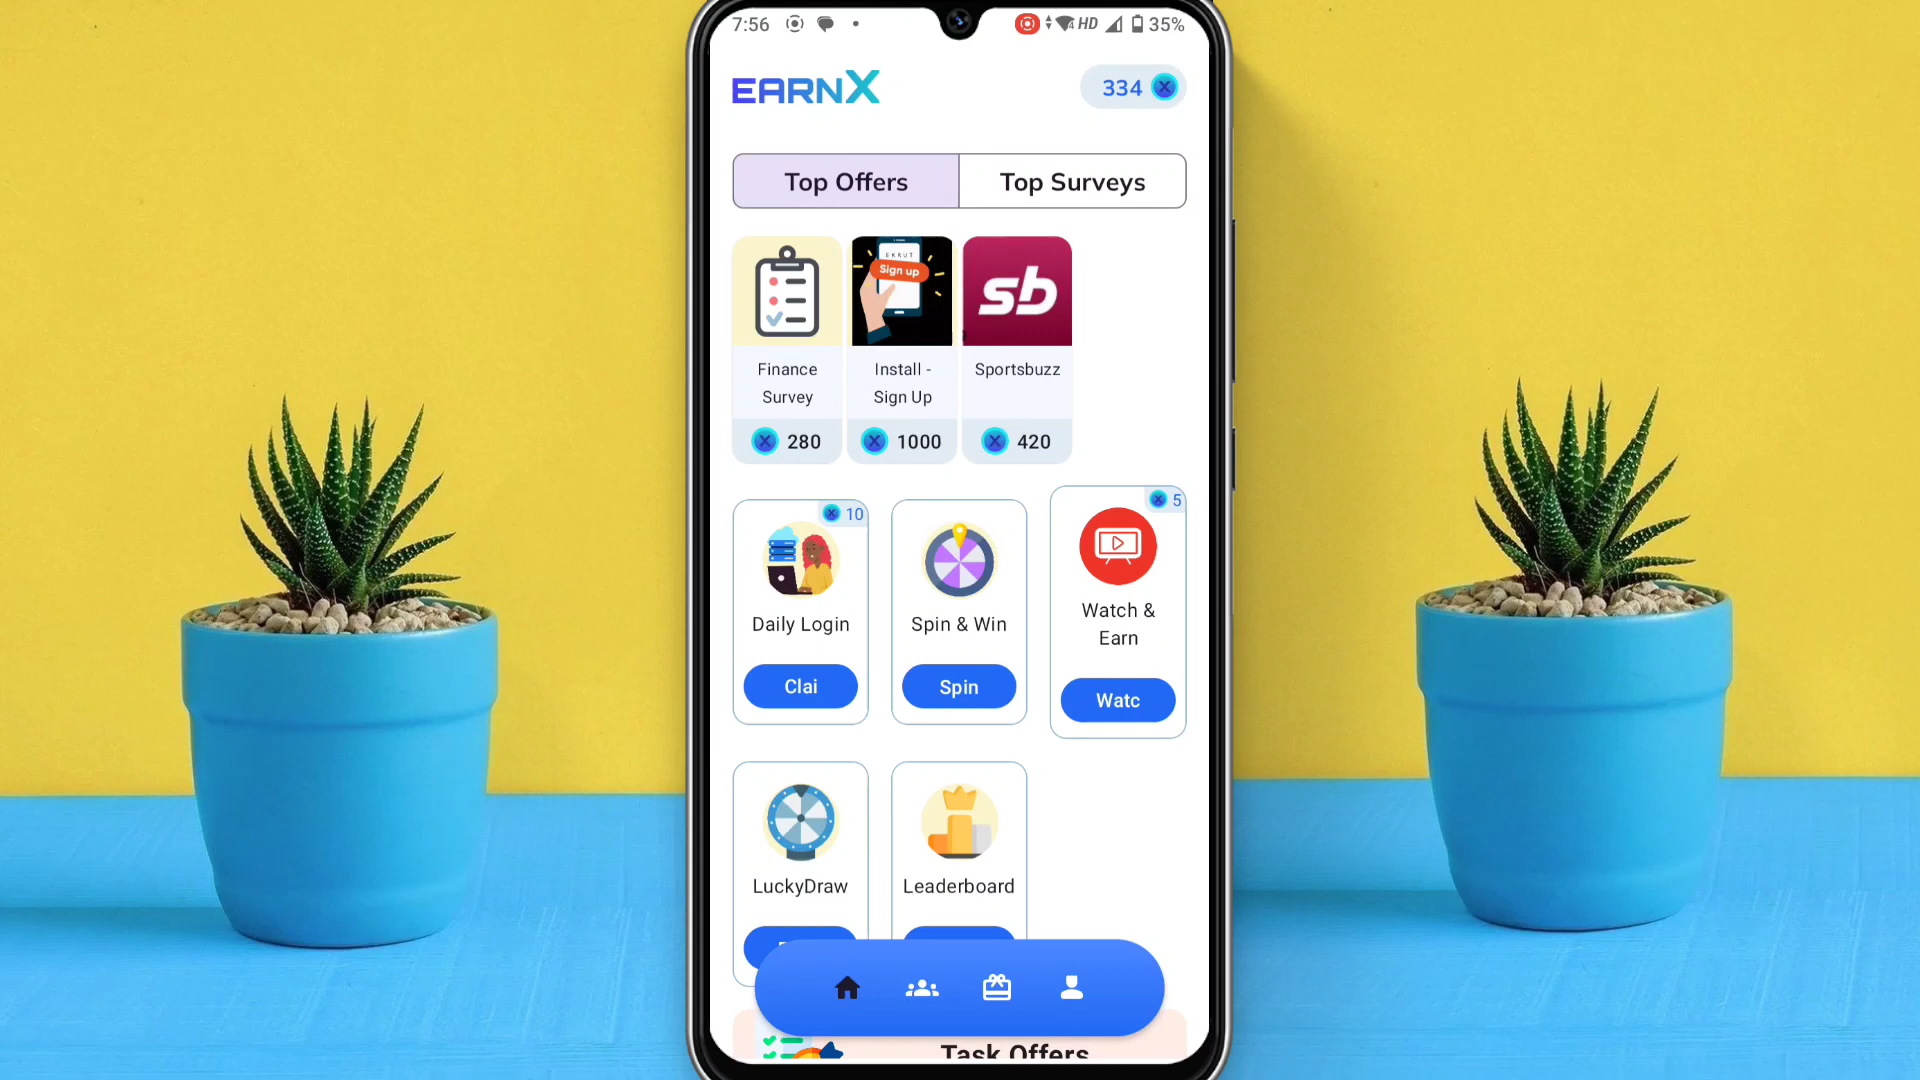 7:56
HD
35%
EARNX
334
Top Offers
Top Surveys
EKRUT
Sign up
sb
Finance
Survey
Install -
Sign Up
Sportsbuzz
280
1000
420
10
5
Daily Login
Spin & Win
Watch &
Earn
Clai
Spin
Watc
LuckyDraw
Leaderboard
Task Offers